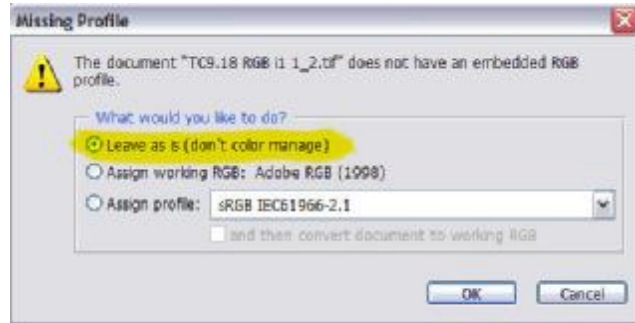 Missing Profile
The document "TC9.18 RGB i1 1_2.tif" does not have an embedded RGB
profile.
What would you like to do?
Leave as is (don't color manage)
Assign working RGB: Adobe RGB (1998)
Assign profile: sRGB IEC61966-2.1
and then convert document to working RGB
OK Cancel